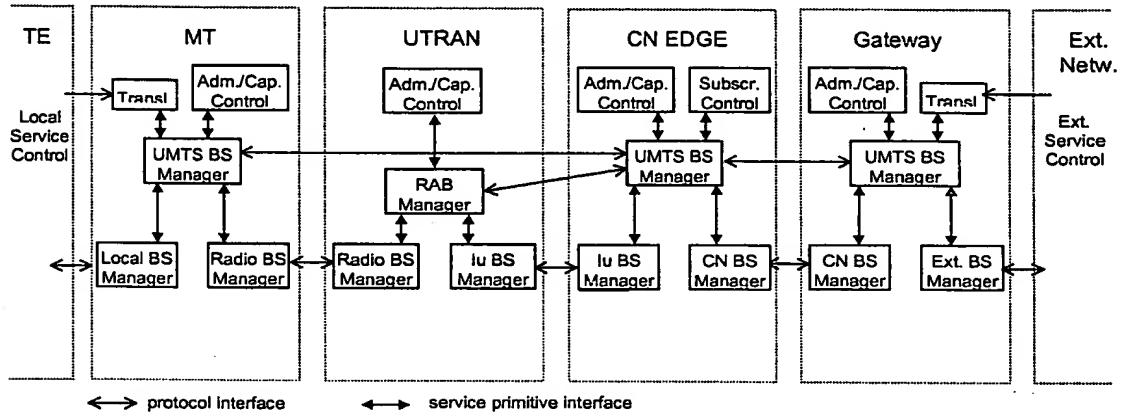 TE
MT
UTRAN
CN EDGE
Gateway
Ext.
Netw.
Transl
Adm./Cap.
Control
Adm./Cap.
Control
Adm./Cap.
Control
Subscr.
Control
Adm./Cap.
Control
Transl
Local
Service
Control
UMTS BS
Manager
RAB
Manager
UMTS BS
Manager
UMTS BS
Manager
Ext.
Service
Control
Local BS
Manager
Radio BS
Manager
Radio BS
Manager
Iu BS
Manager
Iu BS
Manager
CN BS
Manager
CN BS
Manager
Ext. BS
Manager
protocol interface
service primitive interface